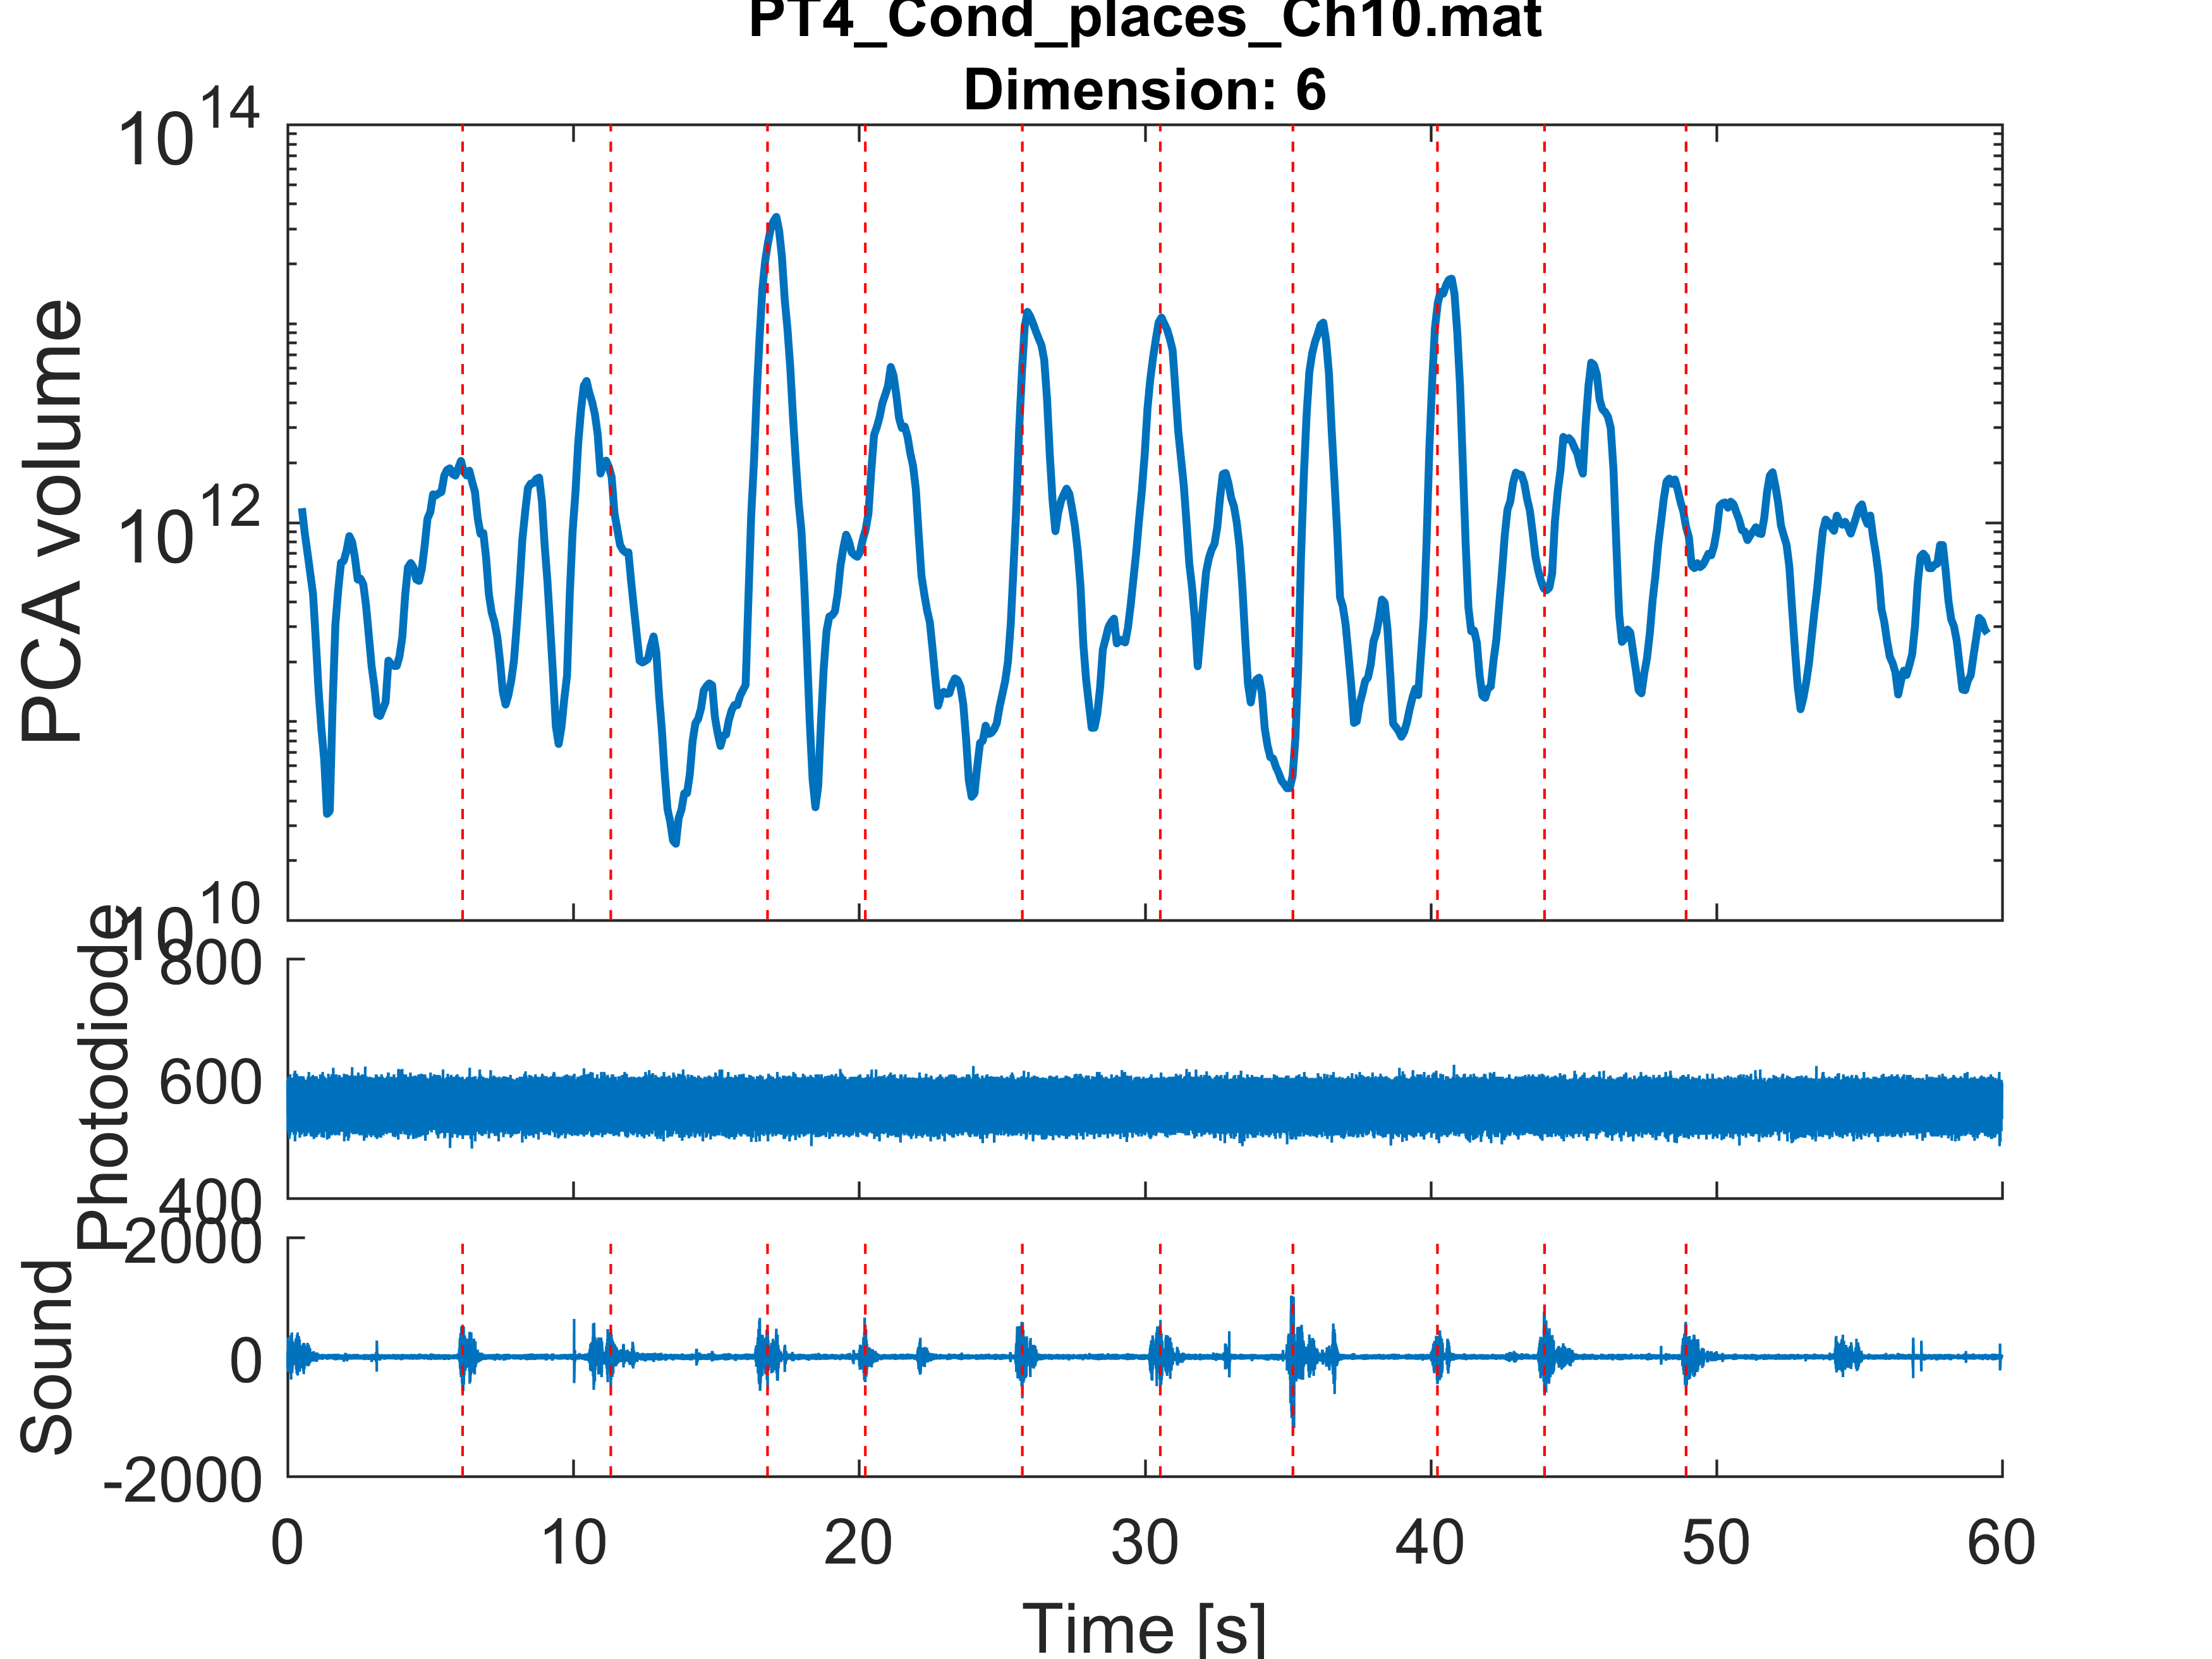 PT4_Cond_places_Ch10.mat
Dimension: 6
10^14
10^12
10^10
PCA volume
800
600
400
Photodiode
2000
0
-2000
Sound
0 10 20 30 40 50 60
Time [s]